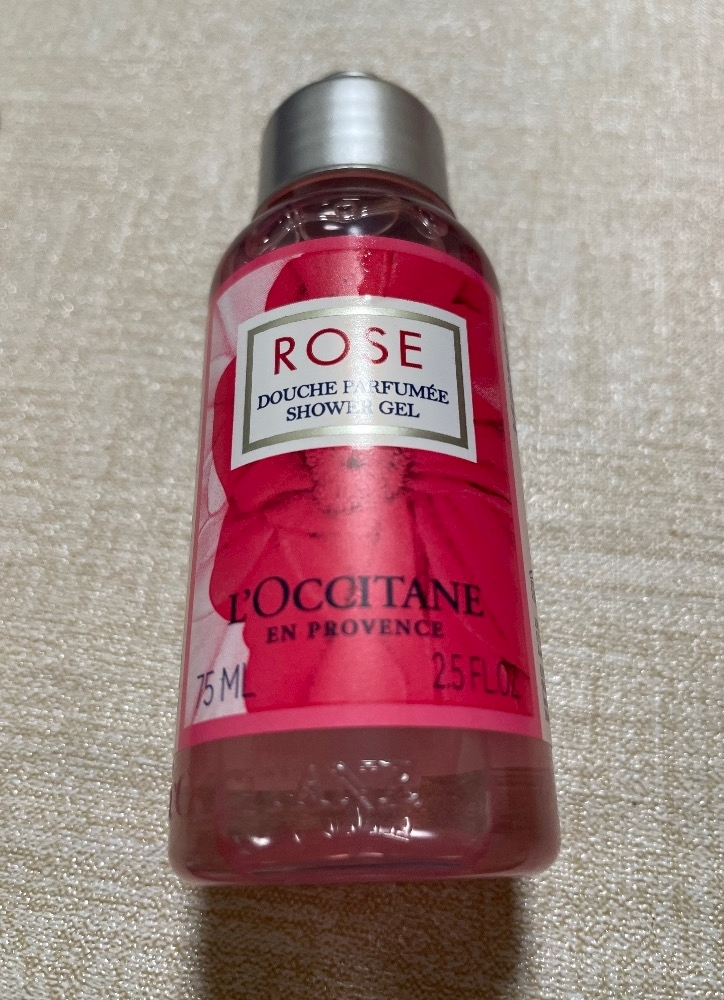 ROSE
DOUCHE PARFUMÉE
SHOWER GEL
L'OCCITANE
EN PROVENCE
75 ML
2.5 FL.OZ